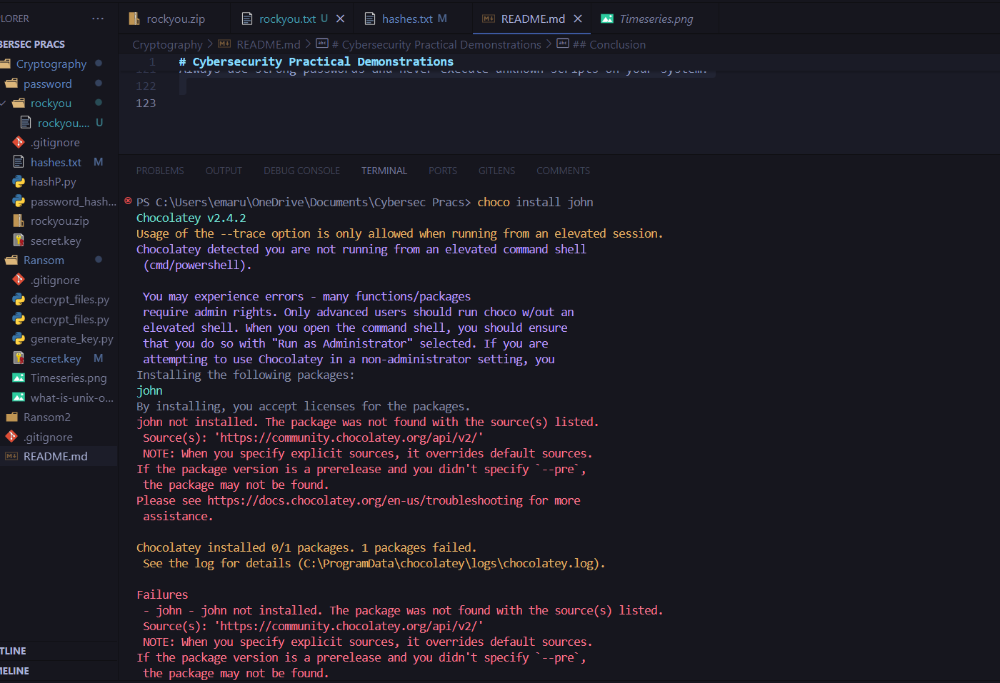 PLORER ···
BERSEC PRACS
Cryptography
password
rockyou
rockyou.... U
.gitignore
hashes.txt M
hashP.py
password_hash...
rockyou.zip
secret.key
Ransom
.gitignore
decrypt_files.py
encrypt_files.py
generate_key.py
secret.key M
Timeseries.png
what-is-unix-o...
Ransom2
.gitignore
README.md
TLINE
MELINE
rockyou.zip rockyou.txt U hashes.txt M README.md Timeseries.png
Cryptography > README.md > # Cybersecurity Practical Demonstrations > ## Conclusion
1 # Cybersecurity Practical Demonstrations
121 Always use strong passwords and never execute unknown scripts on your system.
122
123
PROBLEMS OUTPUT DEBUG CONSOLE TERMINAL PORTS GITLENS COMMENTS
PS C:\Users\emaru\OneDrive\Documents\Cybersec Pracs> choco install john
Chocolatey v2.4.2
Usage of the --trace option is only allowed when running from an elevated session.
Chocolatey detected you are not running from an elevated command shell
(cmd/powershell).
You may experience errors - many functions/packages
require admin rights. Only advanced users should run choco w/out an
elevated shell. When you open the command shell, you should ensure
that you do so with "Run as Administrator" selected. If you are
attempting to use Chocolatey in a non-administrator setting, you
Installing the following packages:
john
By installing, you accept licenses for the packages.
john not installed. The package was not found with the source(s) listed.
Source(s): 'https://community.chocolatey.org/api/v2/'
NOTE: When you specify explicit sources, it overrides default sources.
If the package version is a prerelease and you didn't specify `--pre`,
the package may not be found.
Please see https://docs.chocolatey.org/en-us/troubleshooting for more
assistance.
Chocolatey installed 0/1 packages. 1 packages failed.
See the log for details (C:\ProgramData\chocolatey\logs\chocolatey.log).
Failures
- john - john not installed. The package was not found with the source(s) listed.
Source(s): 'https://community.chocolatey.org/api/v2/'
NOTE: When you specify explicit sources, it overrides default sources.
If the package version is a prerelease and you didn't specify `--pre`,
the package may not be found.